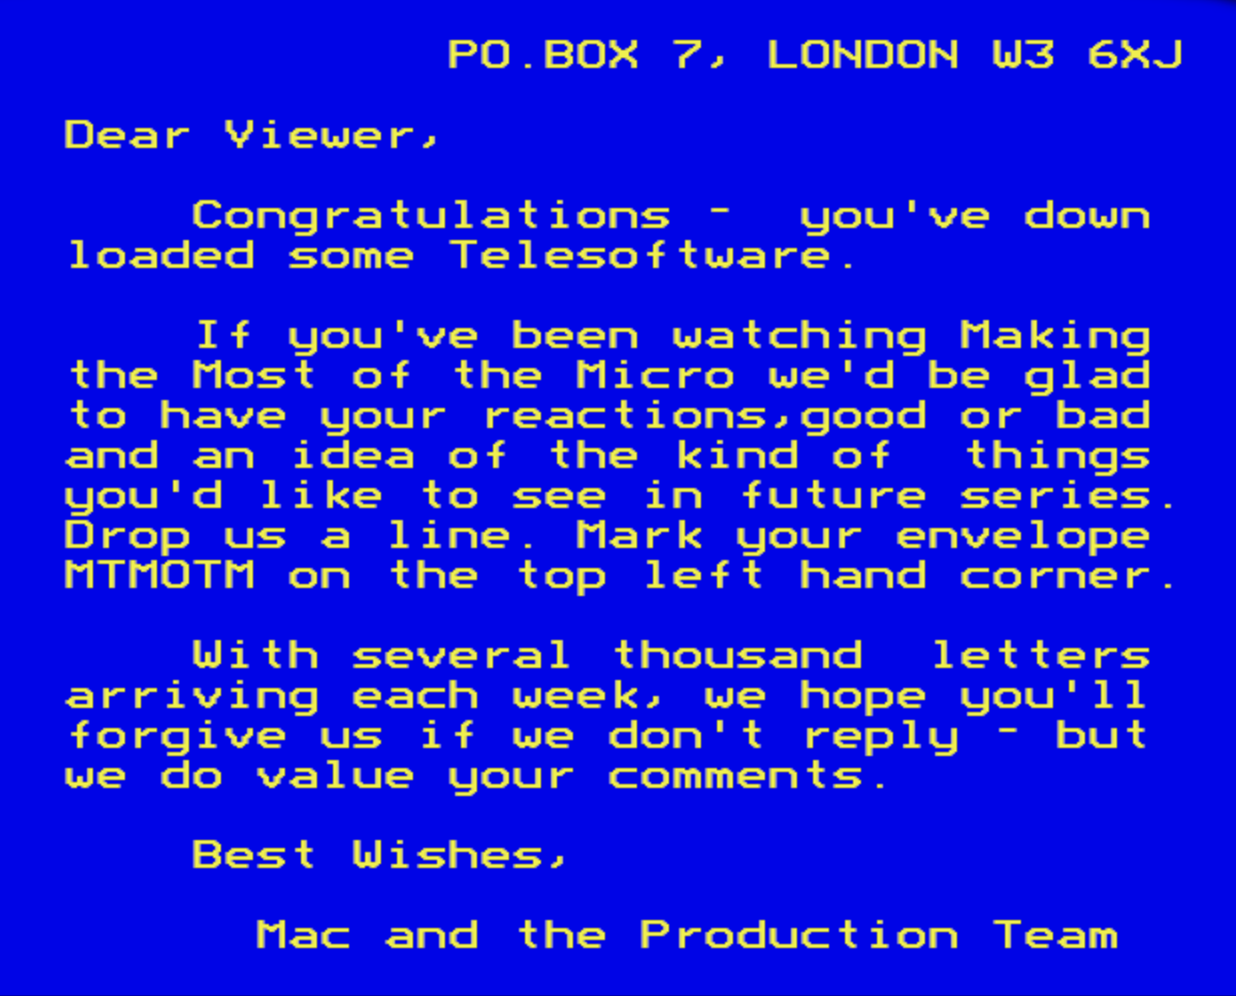 PO.BOX 7, LONDON W3 6XJ
Dear Viewer,
Congratulations -  you've down
loaded some Telesoftware.
If you've been watching Making
the Most of the Micro we'd be glad
to have your reactions,good or bad
and an idea of the kind of  things
you'd like to see in future series.
Drop us a line. Mark your envelope
MTMOTM on the top left hand corner.
With several thousand  letters
arriving each week, we hope you'll
forgive us if we don't reply - but
we do value your comments.
Best Wishes,
Mac and the Production Team